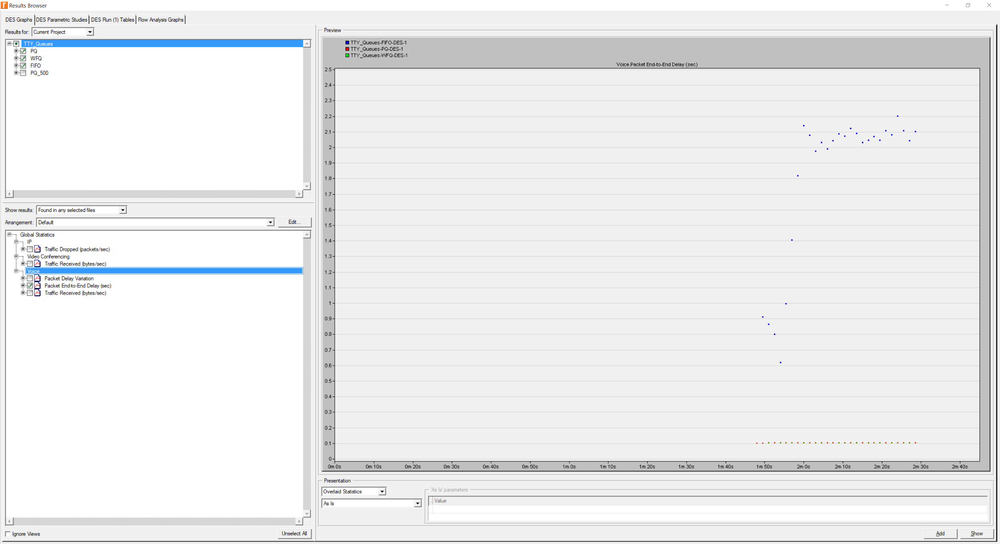 Results Browser
DES Graphs
DES Parametric Studies
DES Run (1) Tables
Flow Analysis Graphs
Results for: Current Project
TTY_Queues
PQ
WFQ
FIFO
PQ_500
Show results: Found in any selected files
Arrangement: Default
Edit...
Global Statistics
IP
Traffic Dropped (packets/sec)
Video Conferencing
Traffic Received (bytes/sec)
Voice
Packet Delay Variation
Packet End-to-End Delay (sec)
Traffic Received (bytes/sec)
Ignore Views
Unselect All
Preview
TTY_Queues-FIFO-DES-1
TTY_Queues-PQ-DES-1
TTY_Queues-WFQ-DES-1
Voice.Packet End-to-End Delay (sec)
2.5
2.4
2.3
2.2
2.1
2
1.9
1.8
1.7
1.6
1.5
1.4
1.3
1.2
1.1
1
0.9
0.8
0.7
0.6
0.5
0.4
0.3
0.2
0.1
0
0m 0s 0m 10s 0m 20s 0m 30s 0m 40s 0m 50s 1m 0s 1m 10s 1m 20s 1m 30s 1m 40s 1m 50s 2m 0s 2m 10s 2m 20s 2m 30s 2m 40s
Presentation
Overlaid Statistics
As Is
'As Is' parameters
.. Value
Add
Show